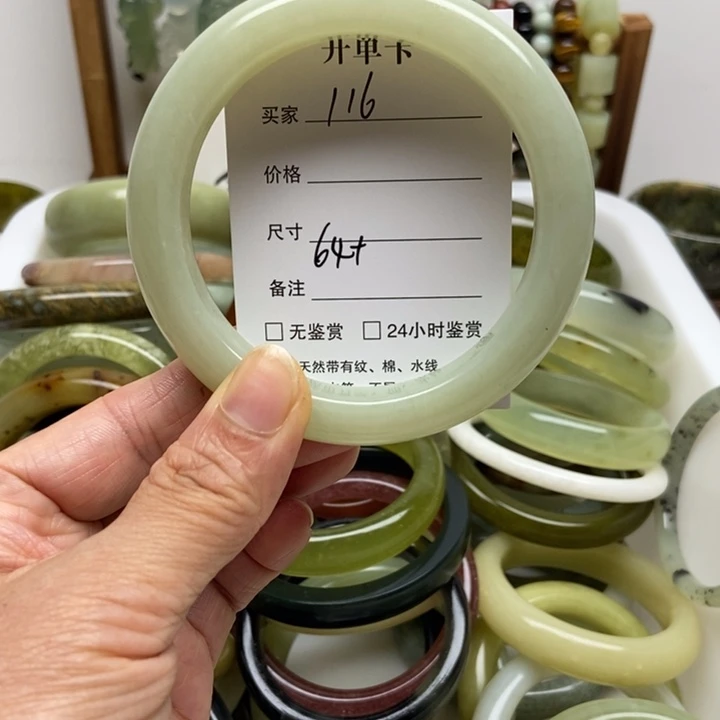 开单卡
买家 116
价格
尺寸 64+
备注
□ 无鉴赏 □ 24小时鉴赏
天然带有纹、棉、水线